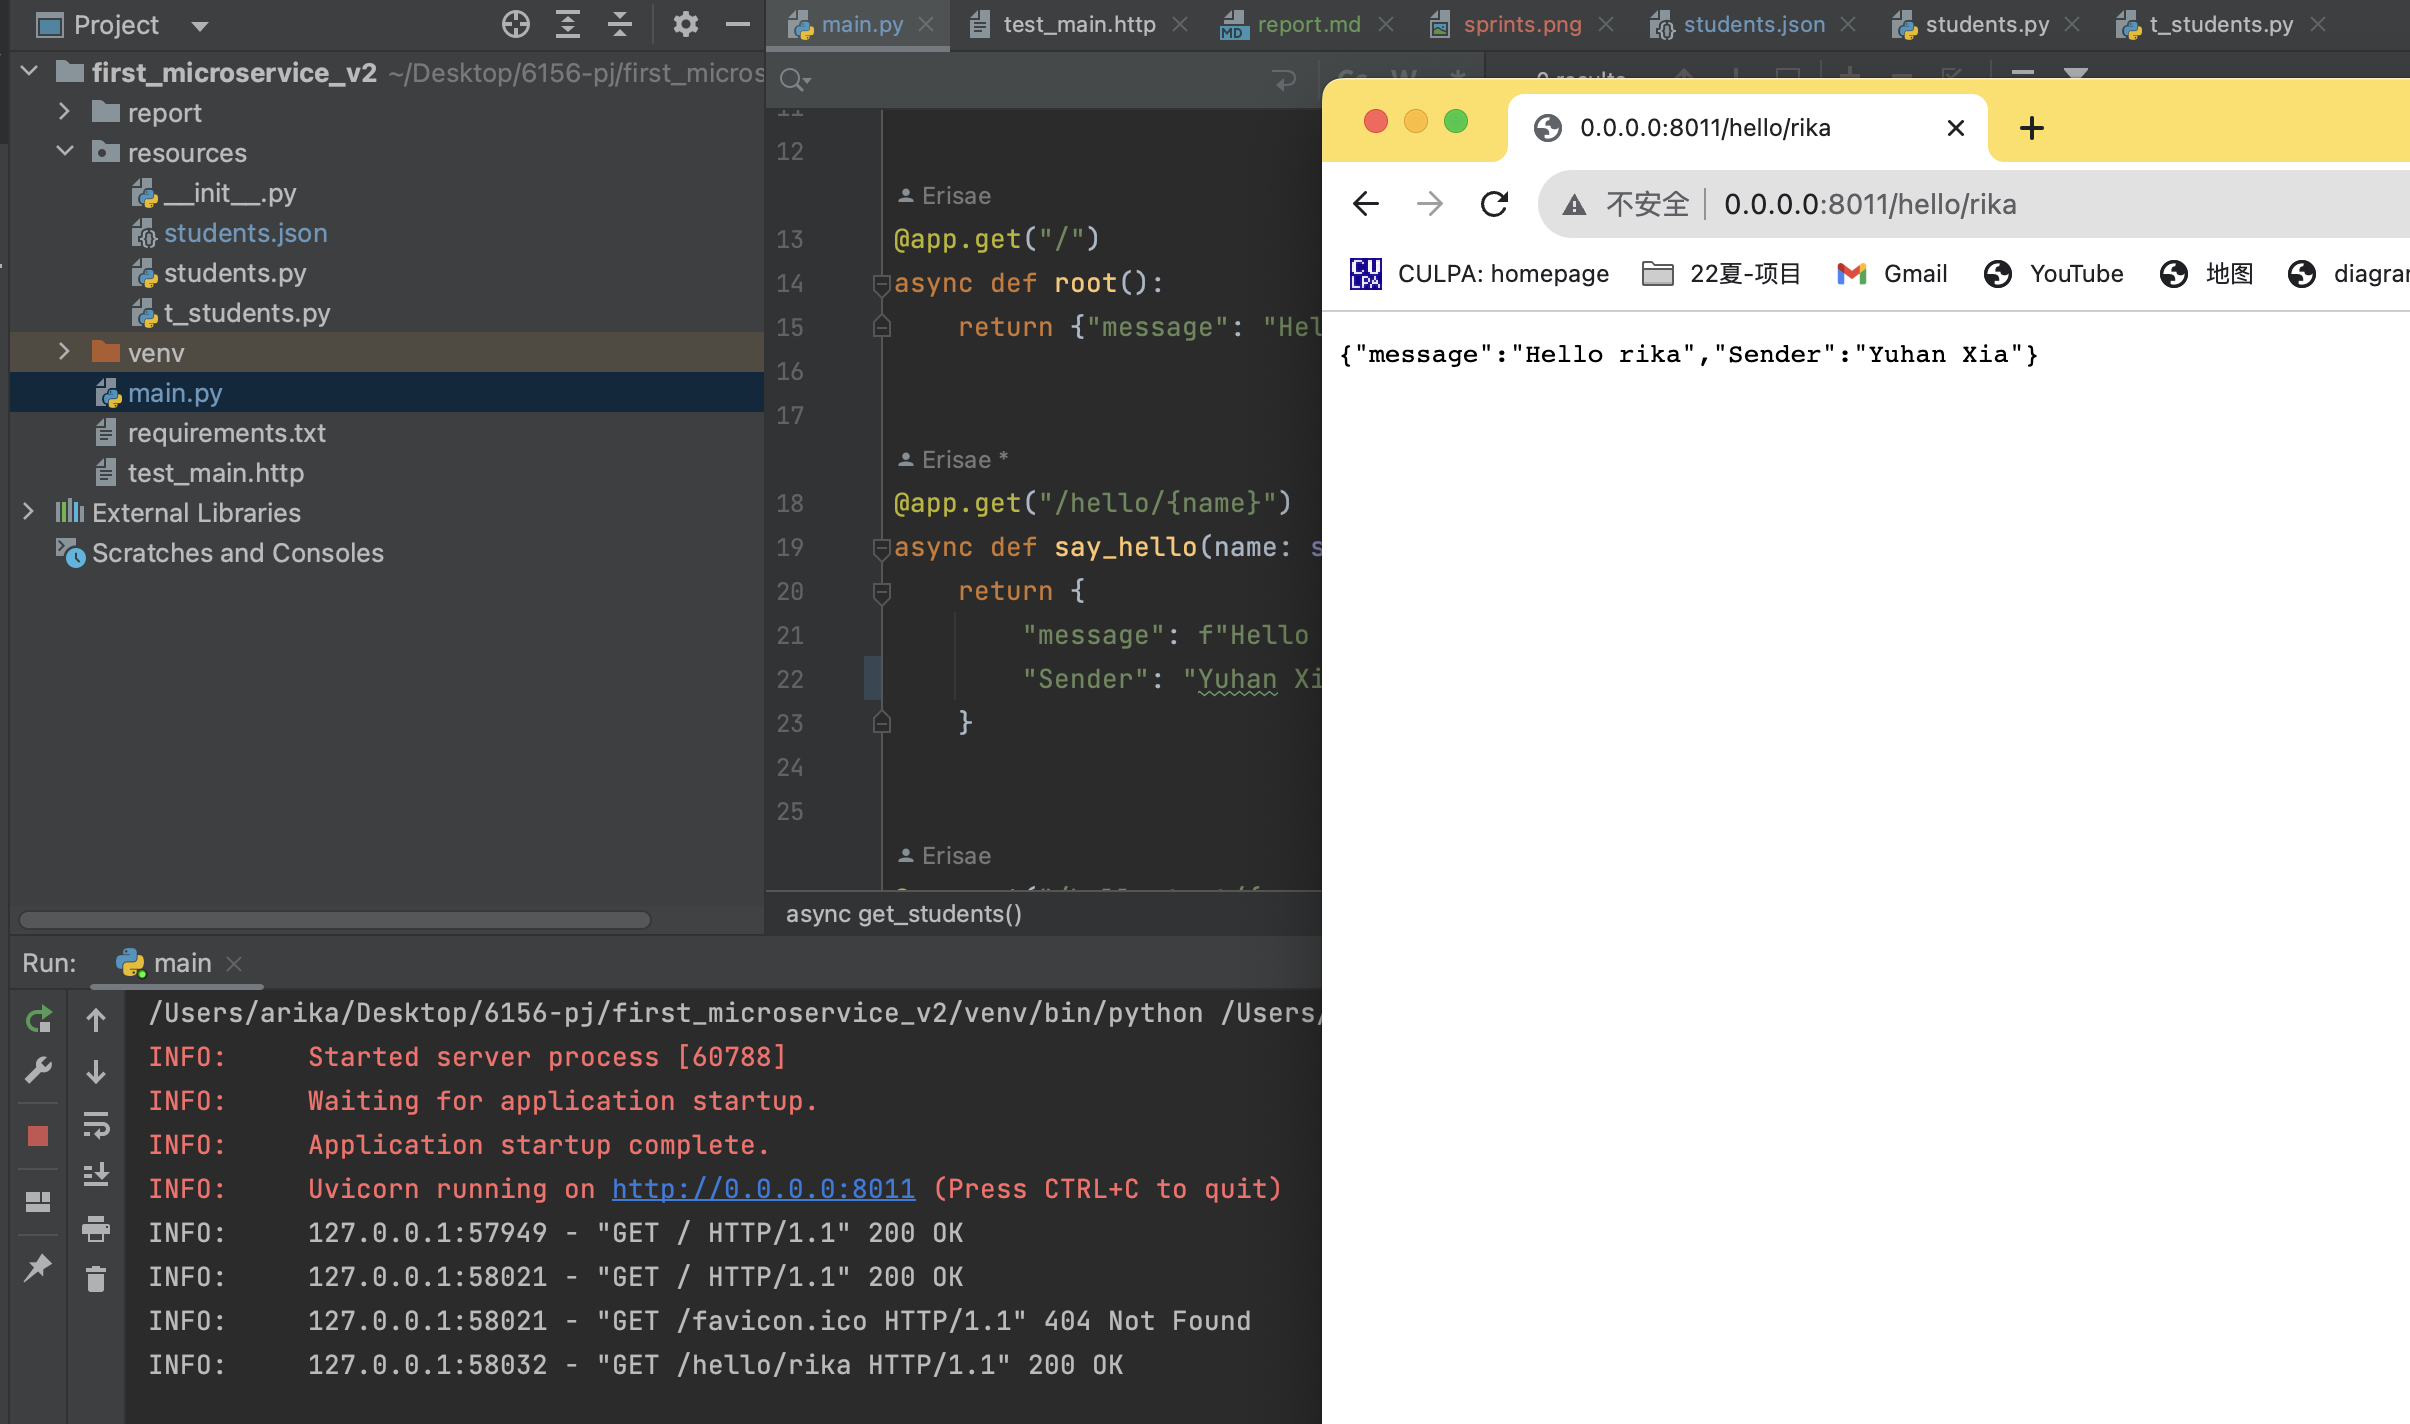 Project
main.py
test_main.http
report.md
sprints.png
students.json
students.py
t_students.py
first_microservice_v2 ~/Desktop/6156-pj/first_micros
report
resources
__init__.py
students.json
students.py
t_students.py
venv
main.py
requirements.txt
test_main.http
External Libraries
Scratches and Consoles
0 results
11
12
Erisae
13 @app.get("/")
14 async def root():
15 return {"message": "Hel
16
17
Erisae *
18 @app.get("/hello/{name}")
19 async def say_hello(name: s
20 return {
21 "message": f"Hello
22 "Sender": "Yuhan Xi
23 }
24
25
Erisae
async get_students()
0.0.0.0:8011/hello/rika
不安全 0.0.0.0:8011/hello/rika
CULPA: homepage
22夏-项目
Gmail
YouTube
地图
diagra
{"message":"Hello rika","Sender":"Yuhan Xia"}
Run: main
/Users/arika/Desktop/6156-pj/first_microservice_v2/venv/bin/python /Users/
INFO: Started server process [60788]
INFO: Waiting for application startup.
INFO: Application startup complete.
INFO: Uvicorn running on http://0.0.0.0:8011 (Press CTRL+C to quit)
INFO: 127.0.0.1:57949 - "GET / HTTP/1.1" 200 OK
INFO: 127.0.0.1:58021 - "GET / HTTP/1.1" 200 OK
INFO: 127.0.0.1:58021 - "GET /favicon.ico HTTP/1.1" 404 Not Found
INFO: 127.0.0.1:58032 - "GET /hello/rika HTTP/1.1" 200 OK